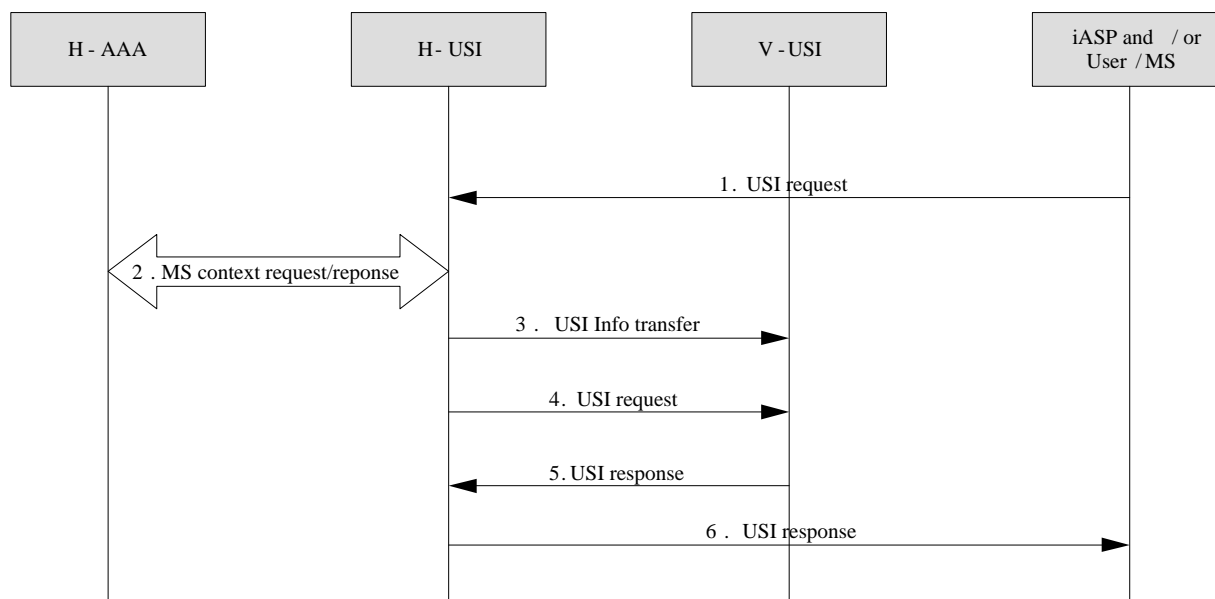 H - AAA
H- USI
V - USI
iASP and / or
User / MS
1. USI request
2 . MS context request/reponse
3 . USI Info transfer
4. USI request
5. USI response
6 . USI response